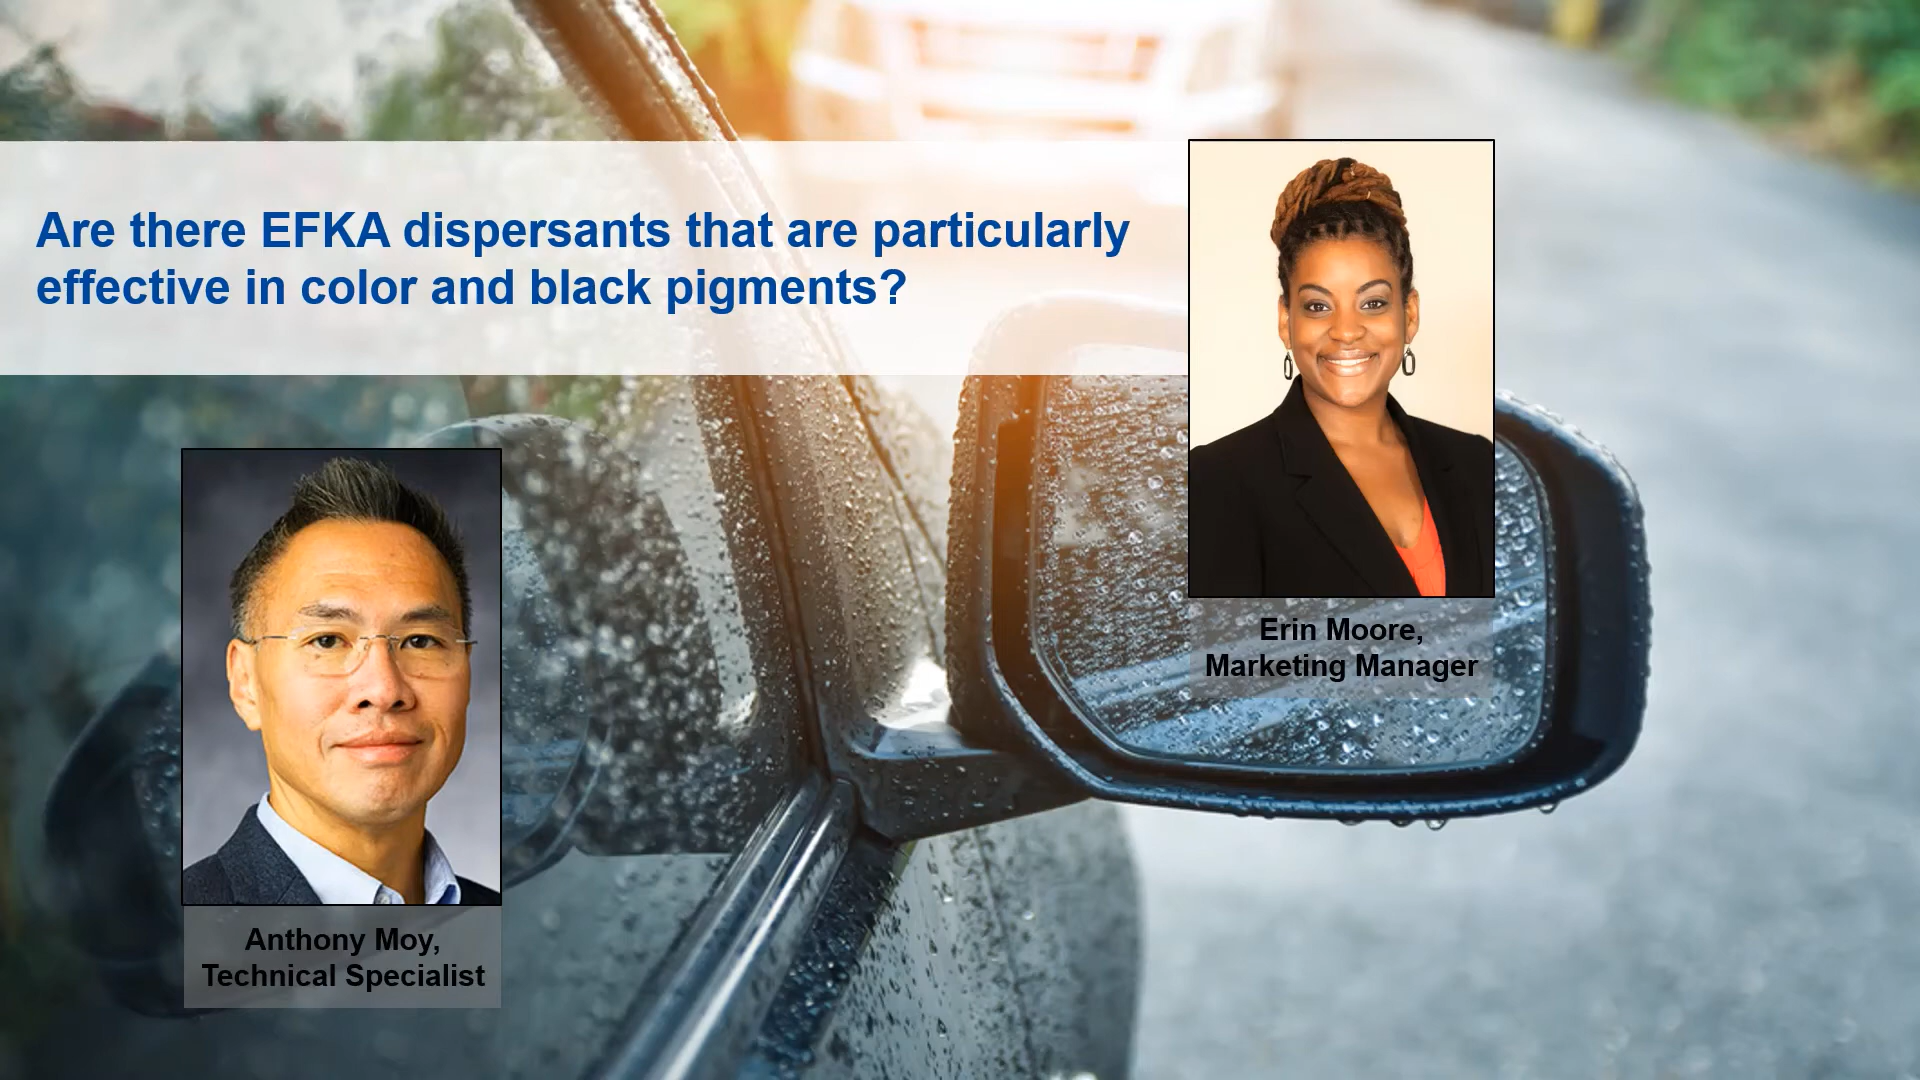 Are there EFKA dispersants that are particularly
effective in color and black pigments?
Erin Moore,
Marketing Manager
Anthony Moy,
Technical Specialist